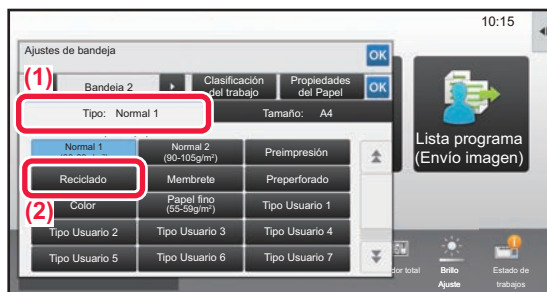 10:15
Ajustes de bandeja
OK
(1)
Bandeja 2
Clasificación
del trabajo
Propiedades
del Papel
OK
Tipo: Normal 1
Tamaño: A4
Normal 1
Normal 2
(90-105g/m²)
Preimpresión
Reciclado
Membrete
Preperforado
(2)
Color
Papel fino
(55-59g/m²)
Tipo Usuario 1
Tipo Usuario 2
Tipo Usuario 3
Tipo Usuario 4
Tipo Usuario 5
Tipo Usuario 6
Tipo Usuario 7
Lista programa
(Envío imagen)
dor total
Brillo
Ajuste
Estado de
trabajos